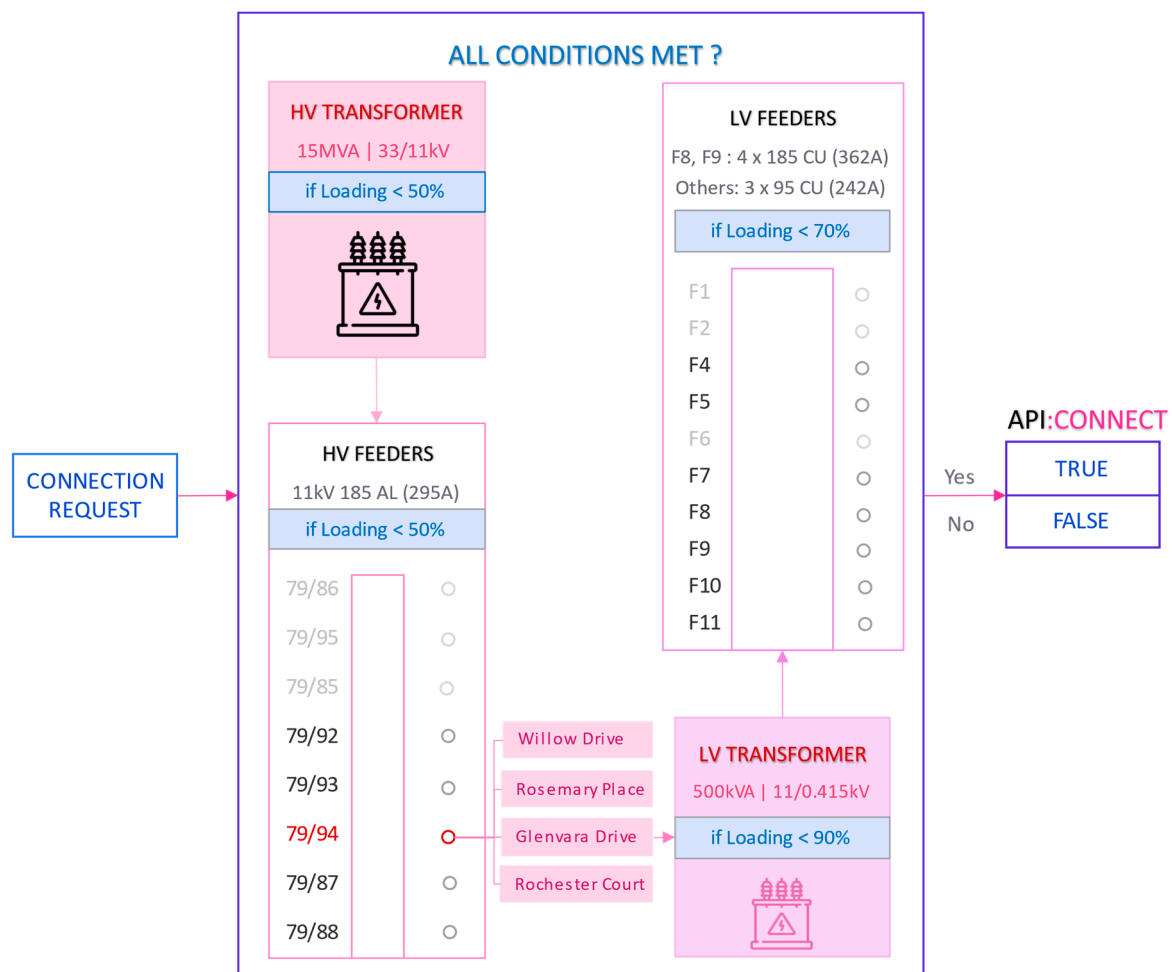 ALL CONDITIONS MET ?
HV TRANSFORMER
15MVA | 33/11kV
if Loading < 50%
LV FEEDERS
F8, F9 : 4 x 185 CU (362A)
Others: 3 x 95 CU (242A)
if Loading < 70%
F1
F2
F4
F5
F6
F7
F8
F9
F10
F11
CONNECTION
REQUEST
HV FEEDERS
11kV 185 AL (295A)
if Loading < 50%
79/86
79/95
79/85
79/92
79/93
79/94
79/87
79/88
Willow Drive
Rosemary Place
Glenvara Drive
Rochester Court
LV TRANSFORMER
500kVA | 11/0.415kV
if Loading < 90%
API:CONNECT
Yes
TRUE
No
FALSE